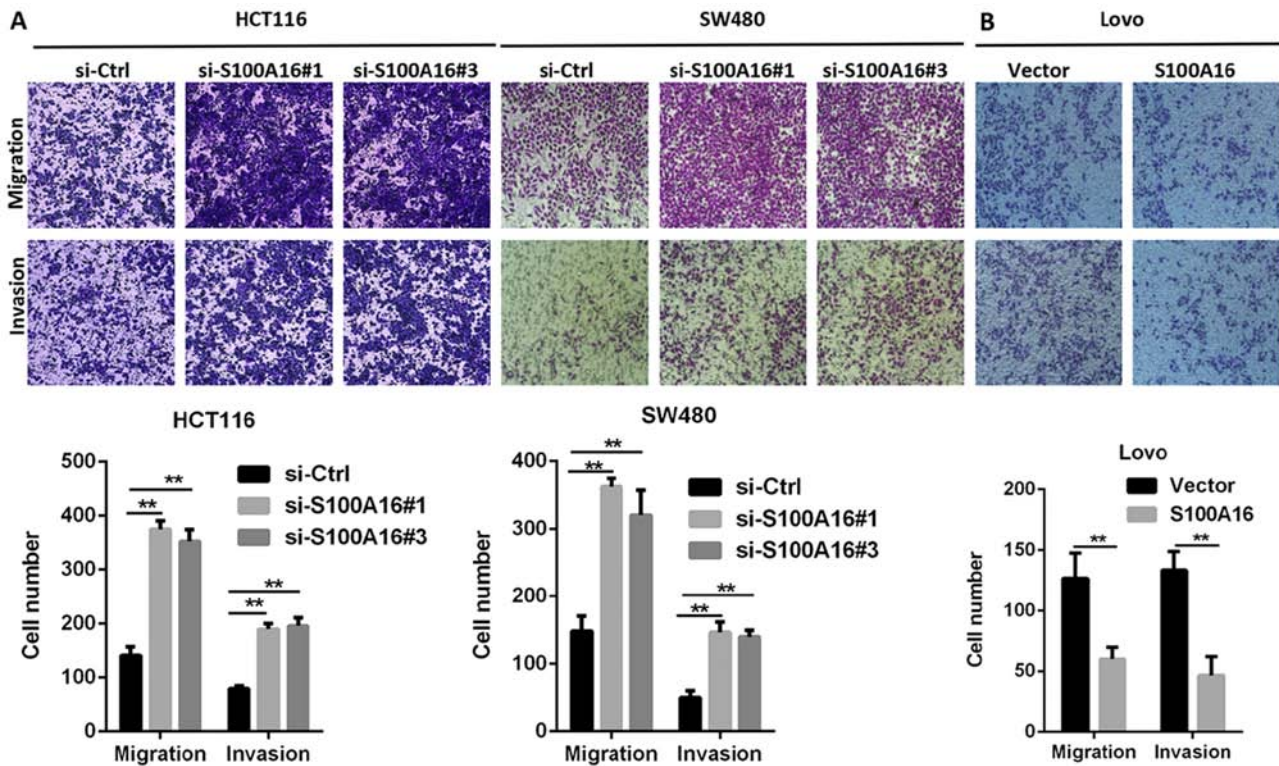 A
HCT116
SW480
B
Lovo
si-Ctrl
si-S100A16#1
si-S100A16#3
si-Ctrl
si-S100A16#1
si-S100A16#3
Vector
S100A16
Migration
Invasion
HCT116
Cell number
500
400
300
200
100
0
**
**
**
**
si-Ctrl
si-S100A16#1
si-S100A16#3
Migration
Invasion
SW480
Cell number
400
300
200
100
0
**
**
**
**
si-Ctrl
si-S100A16#1
si-S100A16#3
Migration
Invasion
Lovo
Vector
S100A16
Cell number
200
150
100
50
0
**
**
Migration
Invasion